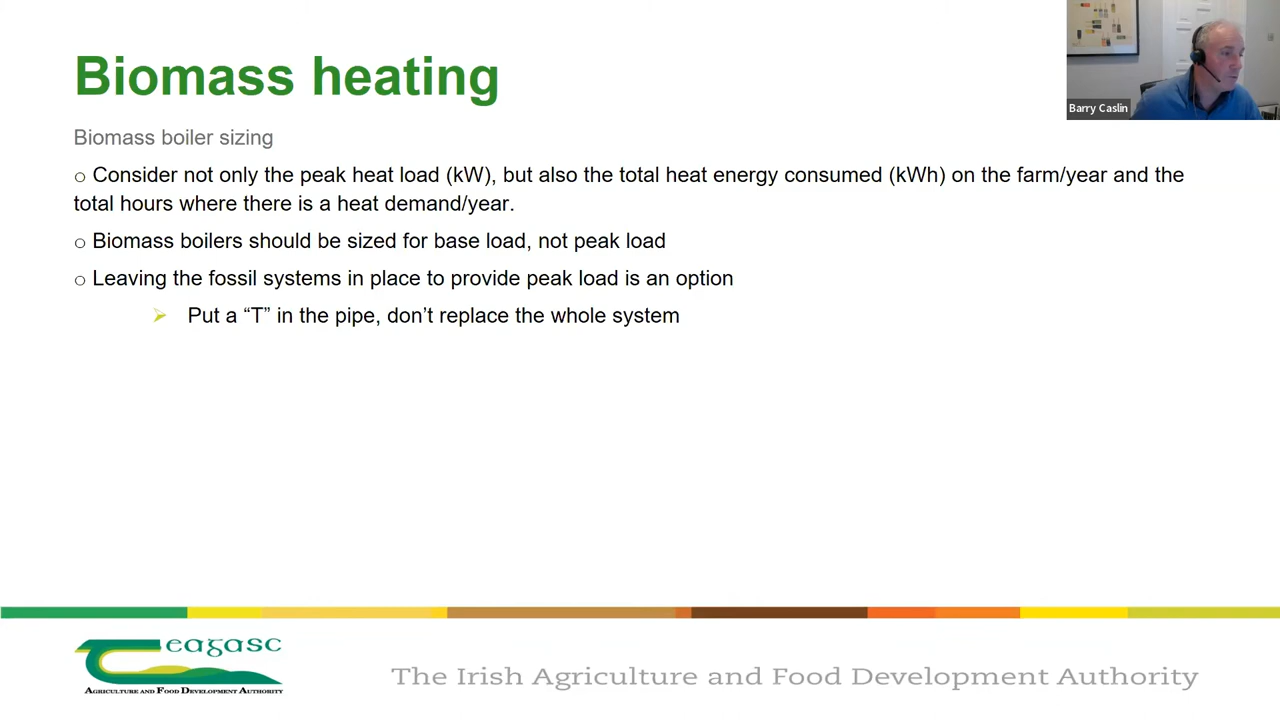 Biomass heating
Barry Caslin
Biomass boiler sizing
o Consider not only the peak heat load (kW), but also the total heat energy consumed (kWh) on the farm/year and the
total hours where there is a heat demand/year.
o Biomass boilers should be sized for base load, not peak load
o Leaving the fossil systems in place to provide peak load is an option
➢ Put a “T” in the pipe, don’t replace the whole system
teagasc
AGRICULTURE AND FOOD DEVELOPMENT AUTHORITY
The Irish Agriculture and Food Development Authority